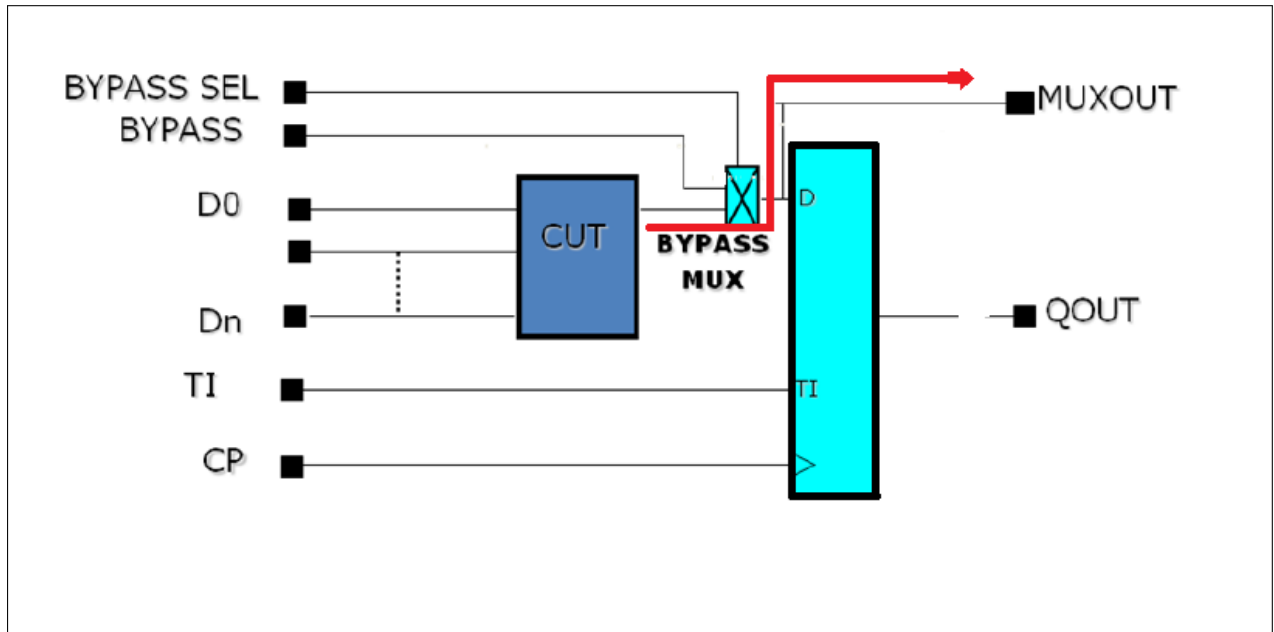 BYPASS SEL
BYPASS
D0
Dn
TI
CP
CUT
BYPASS
MUX
D
TI
MUXOUT
QOUT